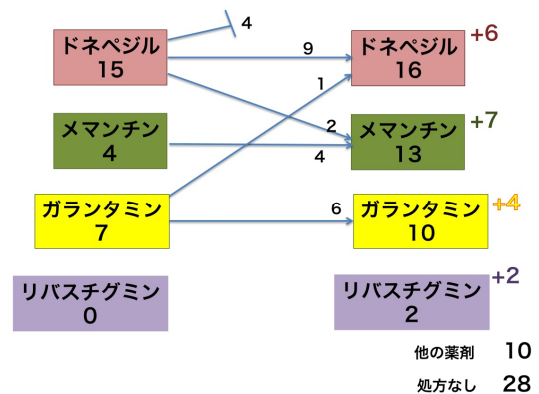 4
ドネペジル
15
9
ドネペジル
16
+6
1
メマンチン
4
2
4
メマンチン
13
+7
ガランタミン
7
6
ガランタミン
10
+4
リバスチグミン
0
リバスチグミン
2
+2
他の薬剤 10
処方なし 28